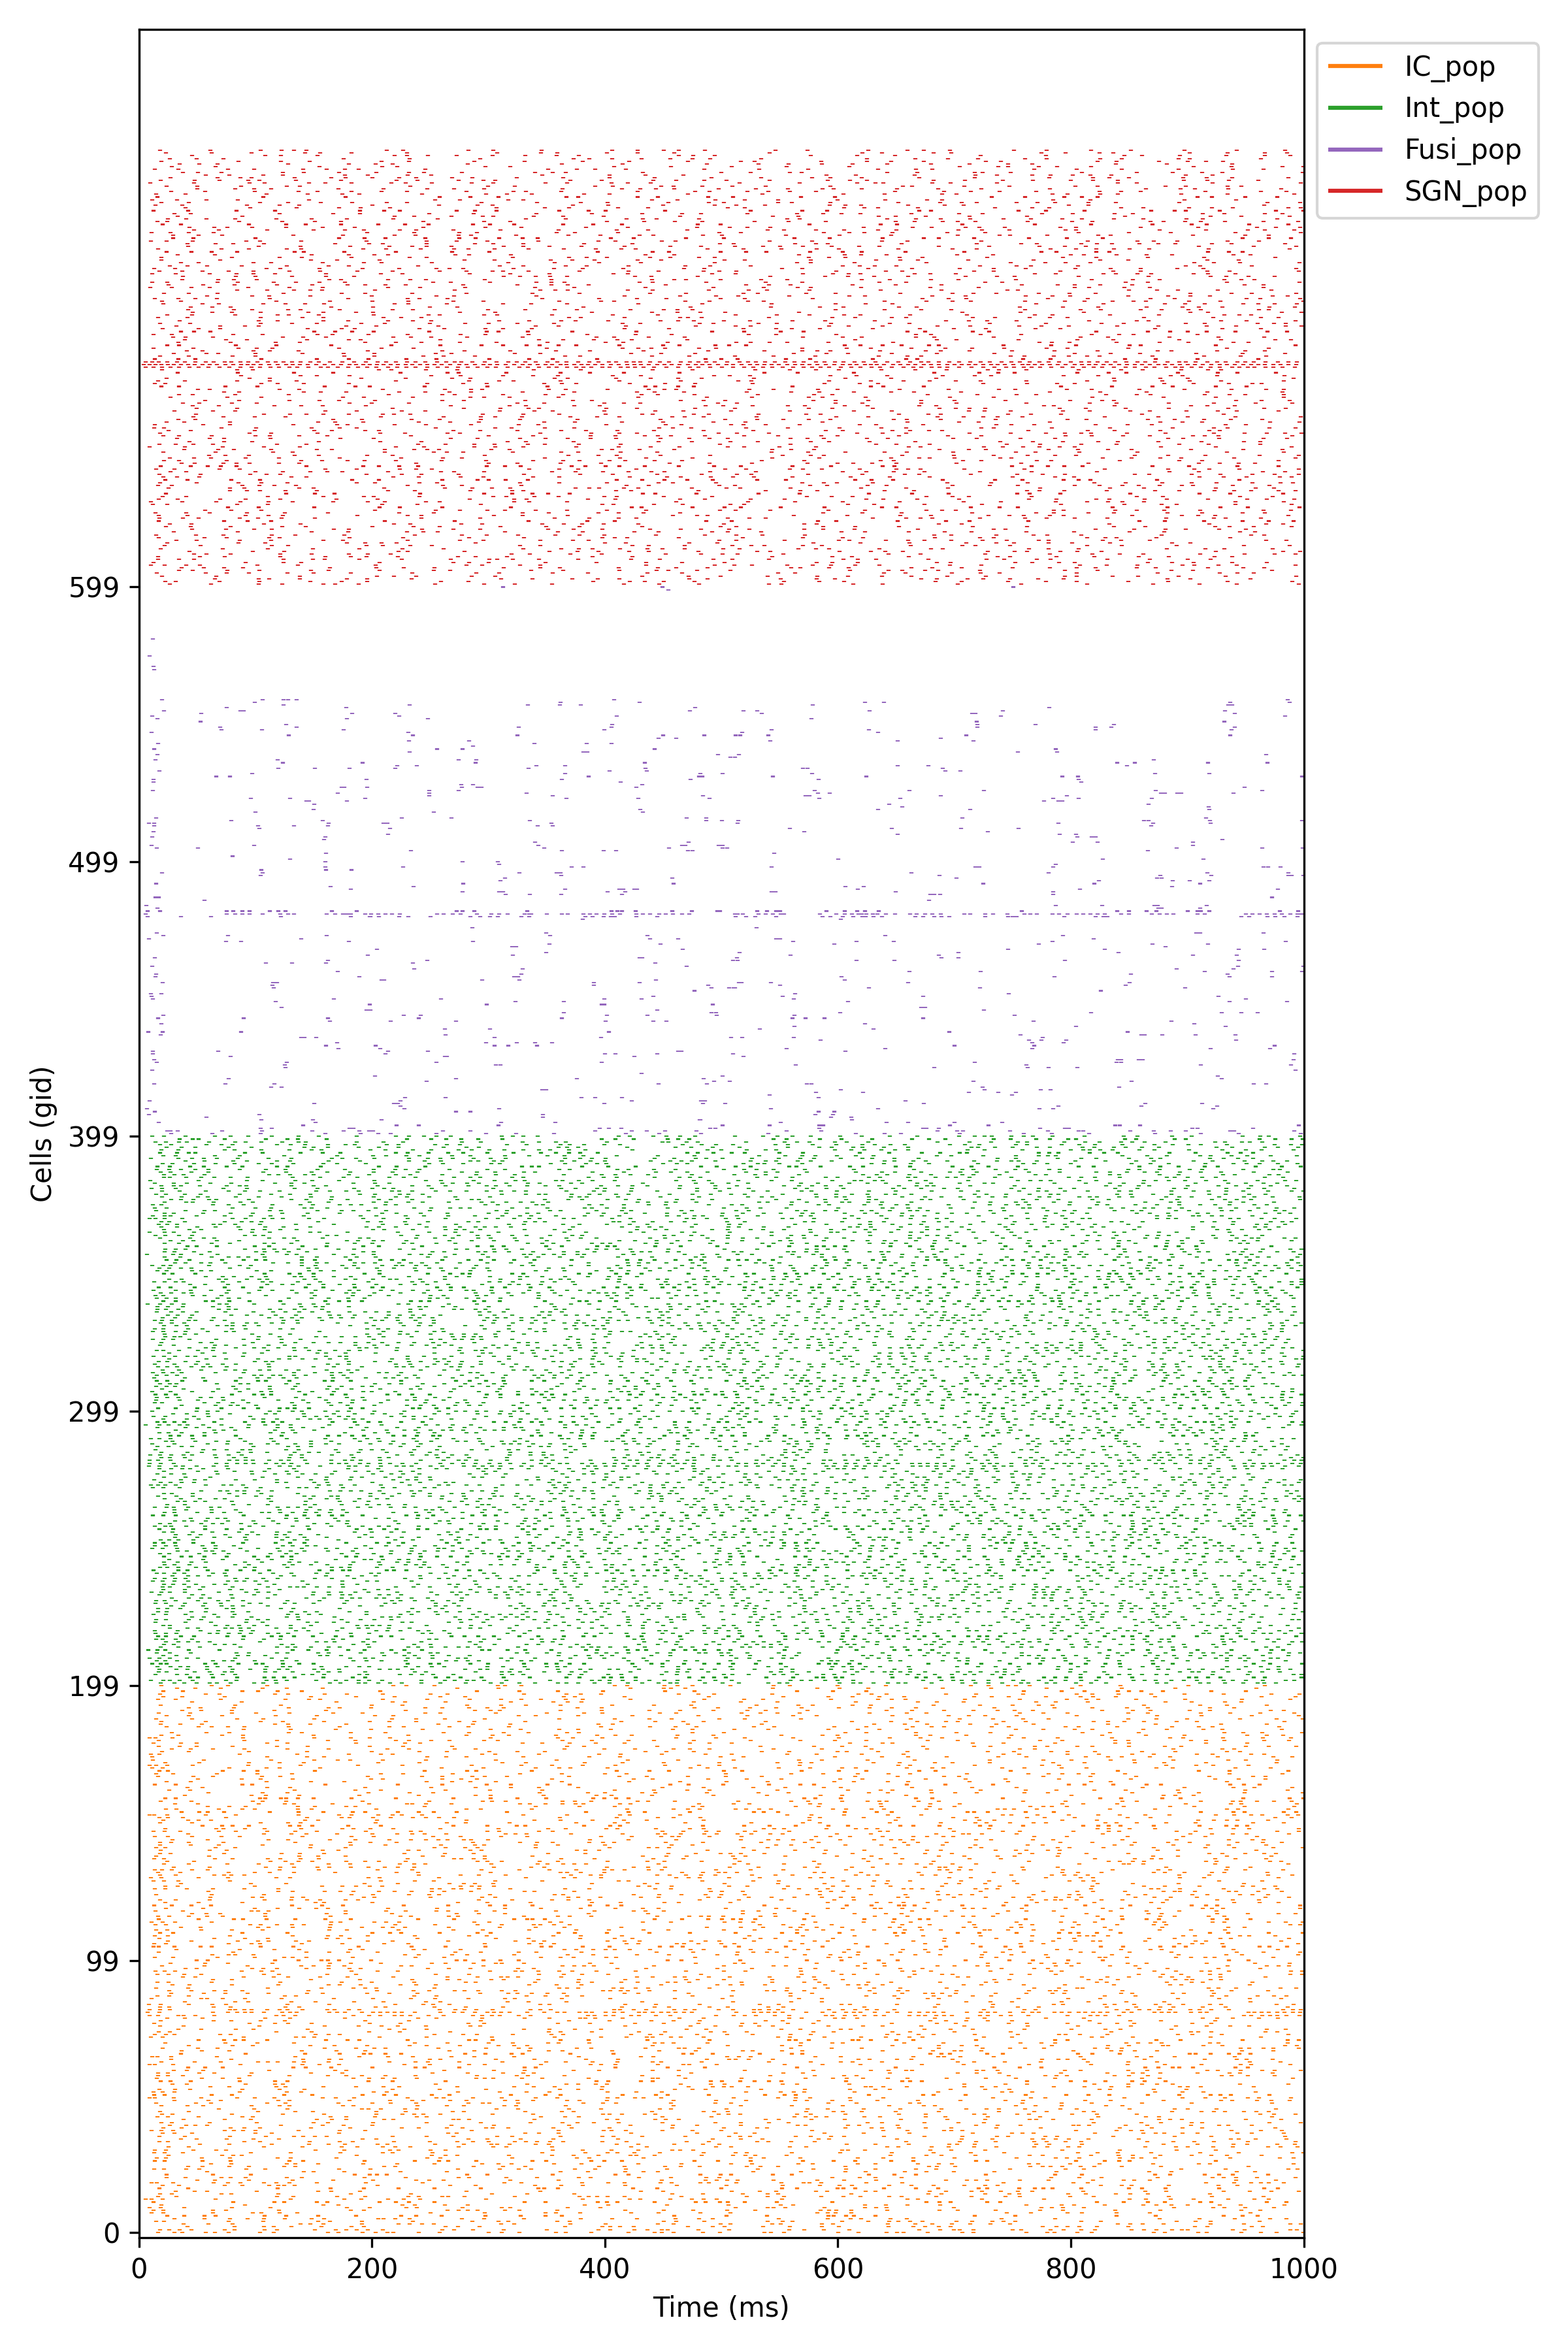 IC_pop
Int_pop
Fusi_pop
SGN_pop
599
499
399
299
199
99
0
Cells (gid)
0 200 400 600 800 1000
Time (ms)